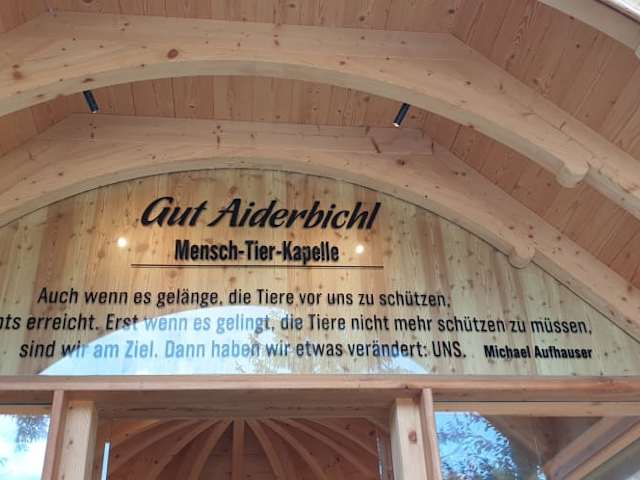 Gut Aiderbichl
Mensch-Tier-Kapelle
Auch wenn es gelänge, die Tiere vor uns zu schützen,
erreicht. Erst wenn es gelingt, die Tiere nicht mehr schützen zu müssen,
sind wir am Ziel. Dann haben wir etwas verändert: UNS. Michael Aufhauser